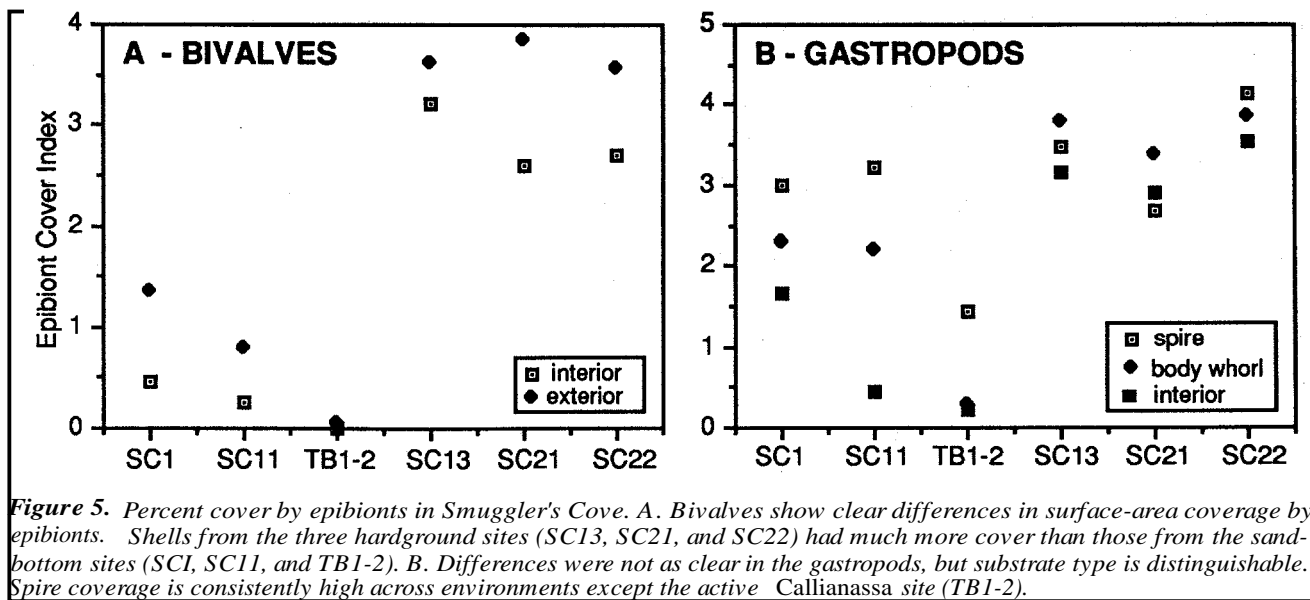 A - BIVALVES
Epibiont Cover Index
4
3
2
1
0
interior
exterior
SC1 SC11 TB1-2 SC13 SC21 SC22
B - GASTROPODS
5
4
3
2
1
0
spire
body whorl
interior
SC1 SC11 TB1-2 SC13 SC21 SC22
Figure 5. Percent cover by epibionts in Smuggler's Cove. A. Bivalves show clear differences in surface-area coverage by
epibionts. Shells from the three hardground sites (SC13, SC21, and SC22) had much more cover than those from the sand-
bottom sites (SCI, SC11, and TB1-2). B. Differences were not as clear in the gastropods, but substrate type is distinguishable.
Spire coverage is consistently high across environments except the active Callianassa site (TB1-2).